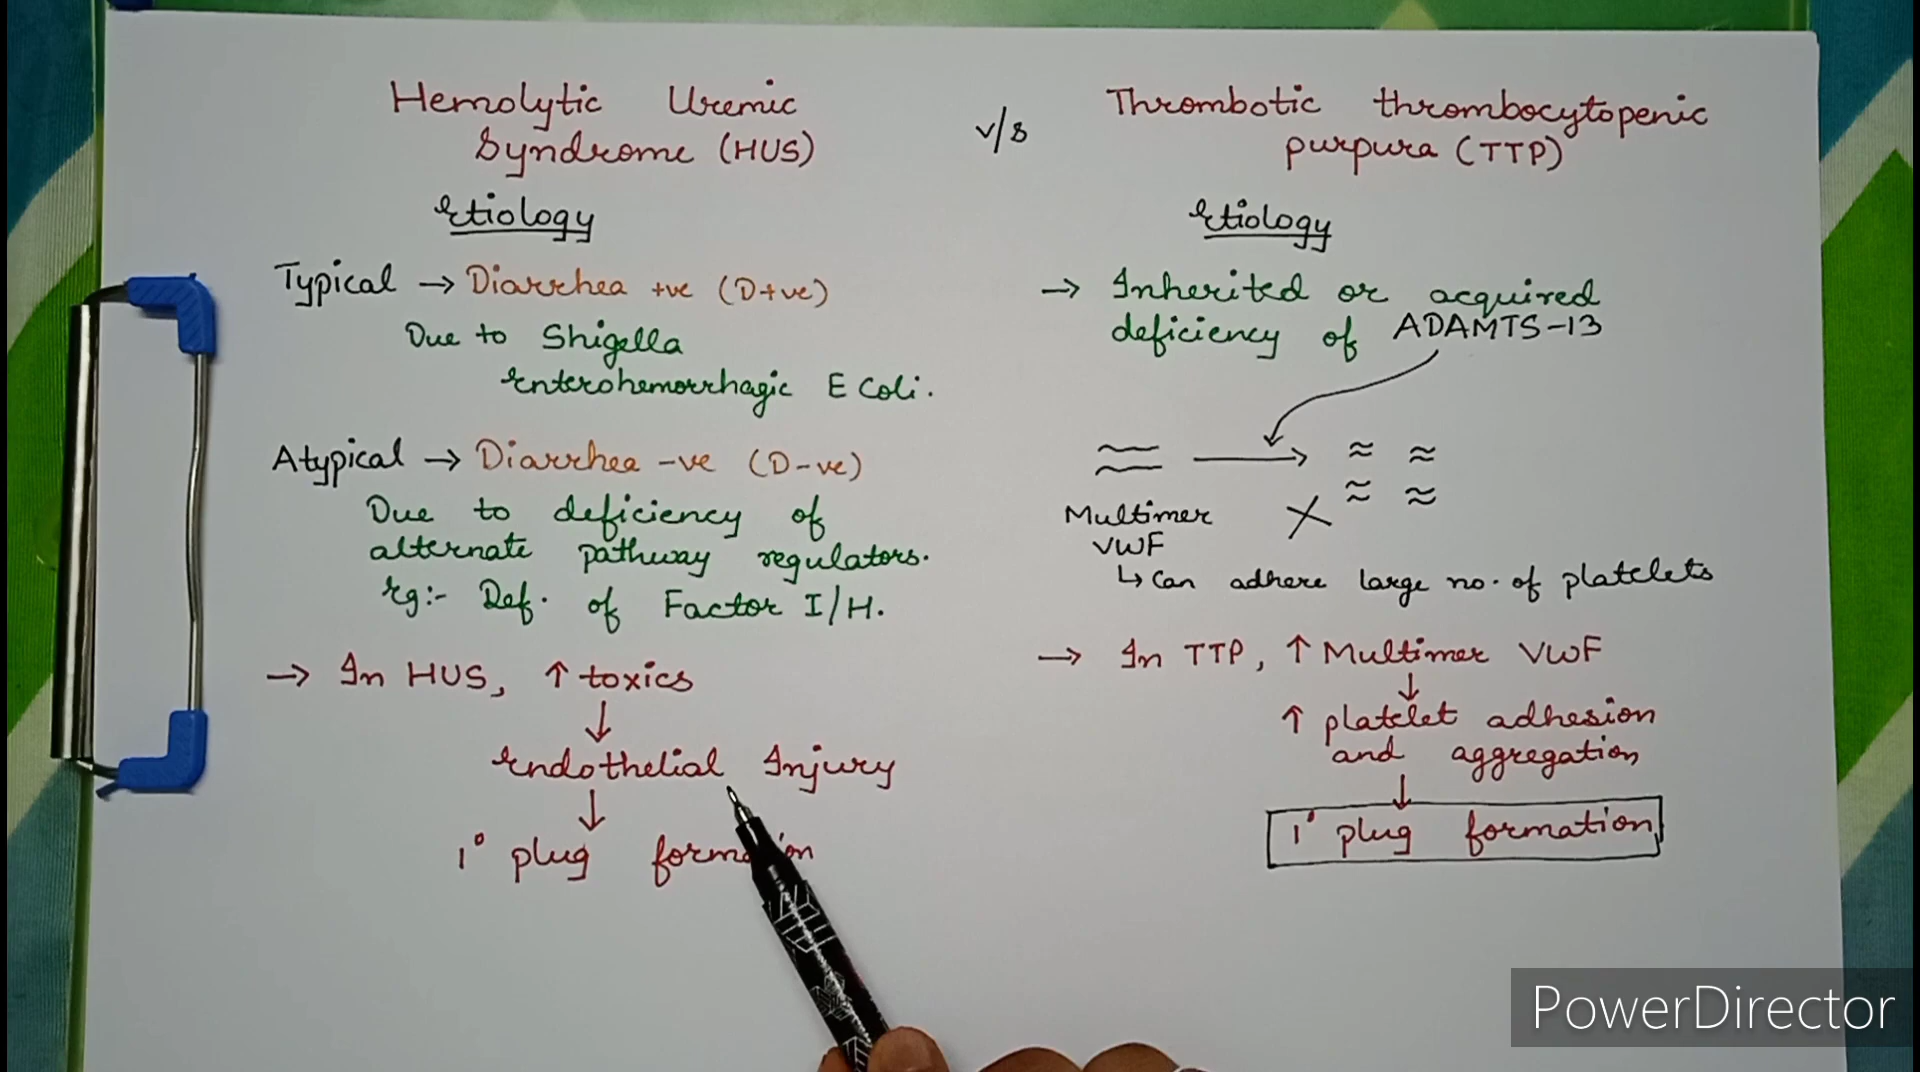 Hemolytic Uremic
Syndrome (HUS)
Etiology
Typical → Diarrhea +ve (D+ve)
Due to Shigella
Enterohemorrhagic E Coli.
Atypical → Diarrhea -ve (D-ve)
Due to deficiency of
alternate pathway regulators.
Eg:- Def. of Factor I/H.
→ In HUS, ↑ toxics
↓
Endothelial Injury
↓
1° plug formation
v/s
Thrombotic thrombocytopenic
purpura (TTP)
Etiology
→ Inherited or acquired
deficiency of ADAMTS-13
Multimer
VWF
↳ Can adhere large no. of platelets
→ In TTP, ↑ Multimer VWF
↓
↑ platelet adhesion
and aggregation
↓
1° plug formation
PowerDirector